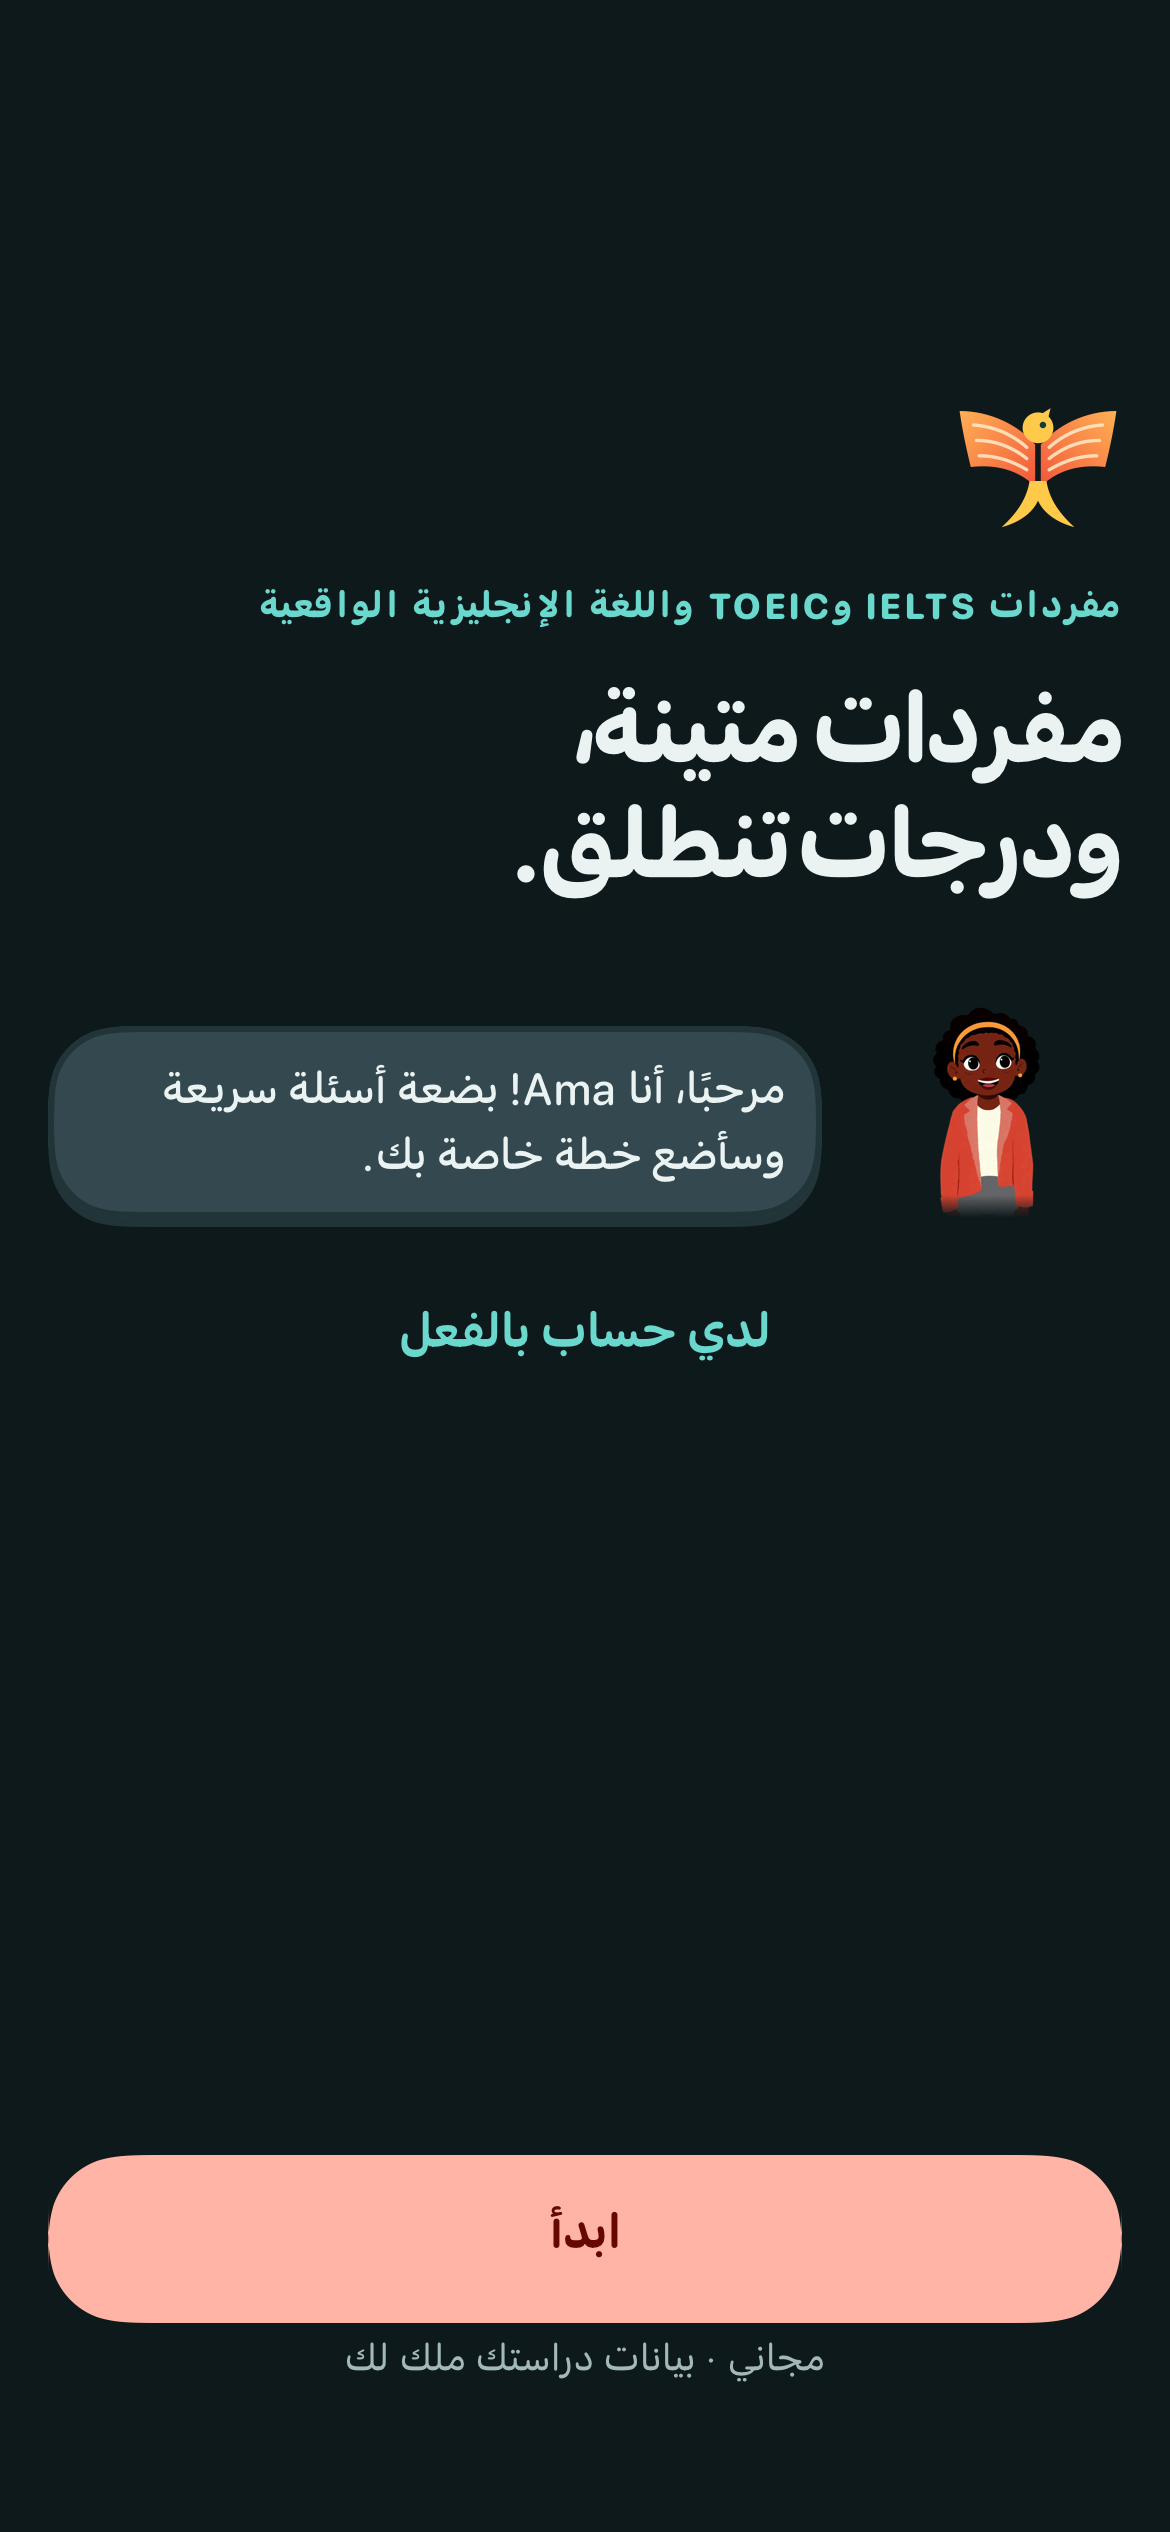 مفردات IELTS وTOEIC واللغة الإنجليزية الواقعية
مفردات متينة،
ودرجات تنطلق.
مرحبًا، أنا Ama! بضعة أسئلة سريعة
وسأضع خطة خاصة بك.
لدي حساب بالفعل
ابدأ
مجاني · بيانات دراستك ملك لك